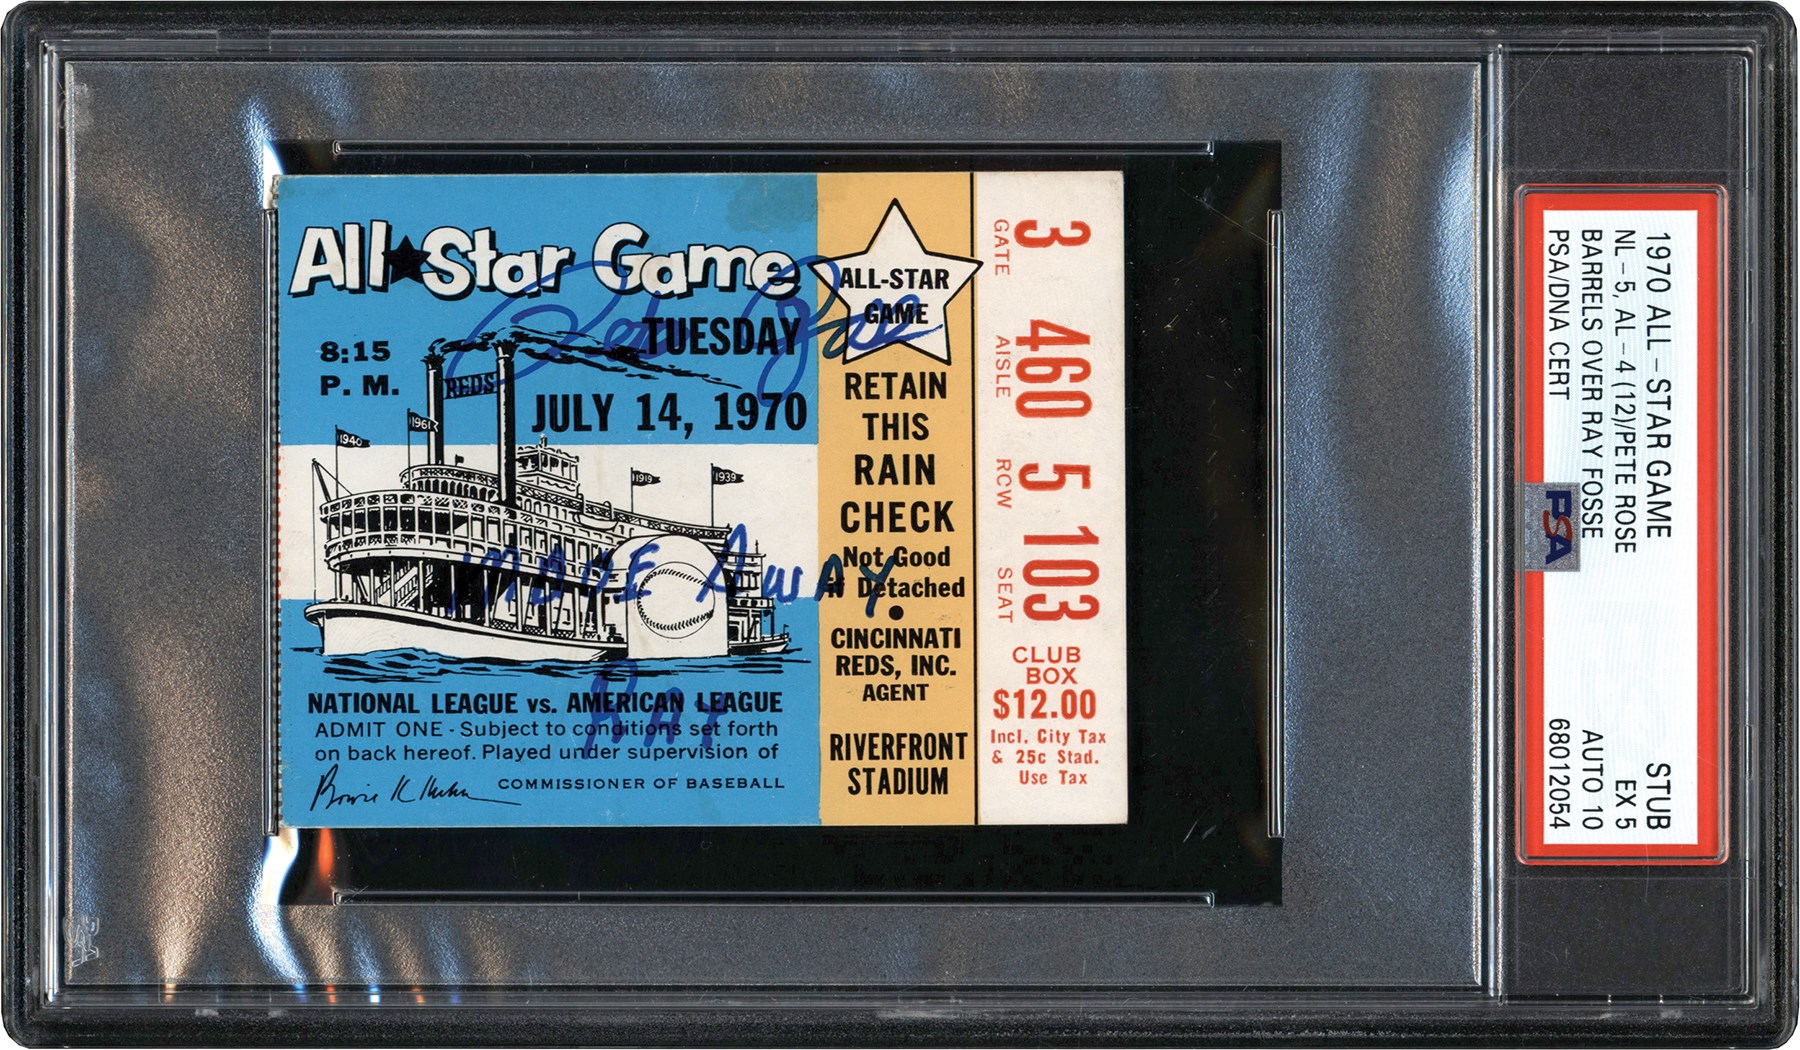 All★Star Game
8:15
P. M.
TUESDAY
JULY 14, 1970
REDS
1940
1961
1919
1939
Pete Rose
MOVE AWAY
RAY
NATIONAL LEAGUE vs. AMERICAN LEAGUE
ADMIT ONE - Subject to conditions set forth
on back hereof. Played under supervision of
Bowie K Kuhn COMMISSIONER OF BASEBALL
ALL-STAR
GAME
RETAIN
THIS
RAIN
CHECK
Not Good
if Detached
●
CINCINNATI
REDS, INC.
AGENT
RIVERFRONT
STADIUM
GATE 3
AISLE 460
ROW 5
SEAT 103
CLUB
BOX
$12.00
Incl. City Tax
& 25c Stad.
Use Tax
1970 ALL-STAR GAME STUB
NL-5, AL-4 (12)/PETE ROSE EX 5
BARRELS OVER RAY FOSSE AUTO 10
PSA/DNA CERT 68012054
PSA